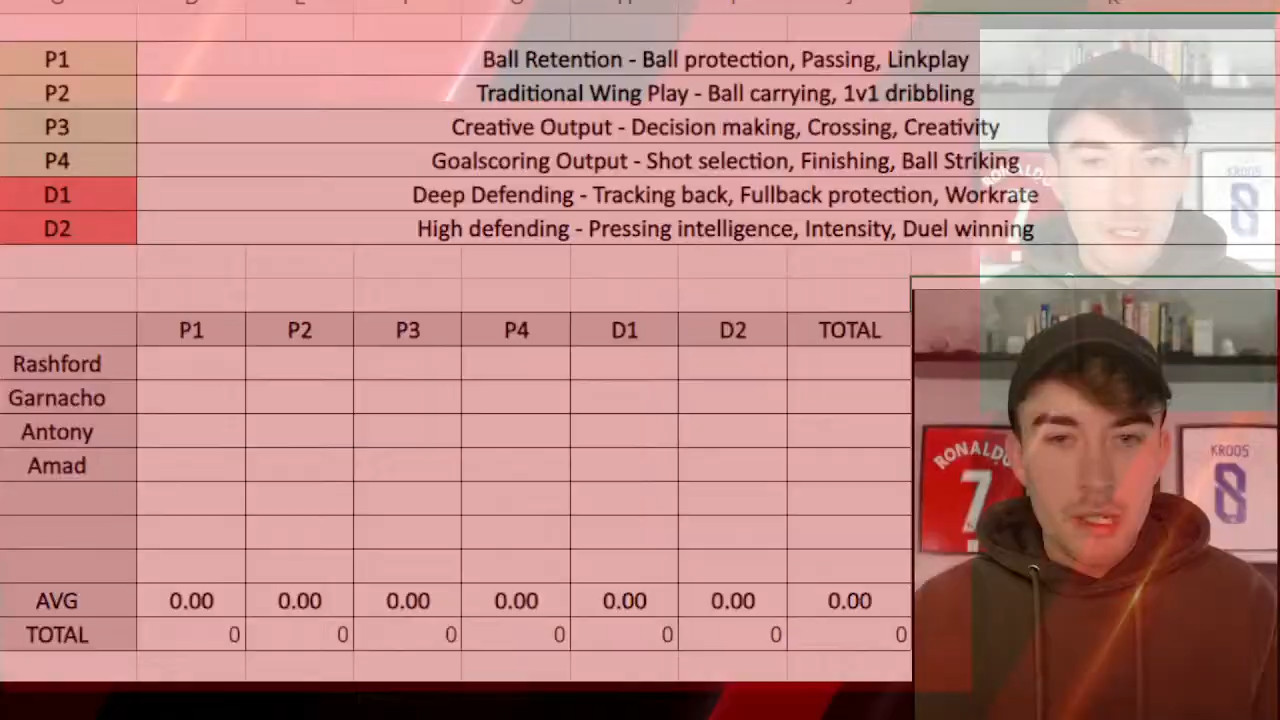 P1 Ball Retention - Ball protection, Passing, Linkplay
P2 Traditional Wing Play - Ball carrying, 1v1 dribbling
P3 Creative Output - Decision making, Crossing, Creativity
P4 Goalscoring Output - Shot selection, Finishing, Ball Striking
D1 Deep Defending - Tracking back, Fullback protection, Workrate
D2 High defending - Pressing intelligence, Intensity, Duel winning
RONALDO
KROOS
8
P1 P2 P3 P4 D1 D2 TOTAL
Rashford
Garnacho
Antony
Amad
AVG 0.00 0.00 0.00 0.00 0.00 0.00 0.00
TOTAL 0 0 0 0 0 0 0
RONALDO
7
KROOS
8